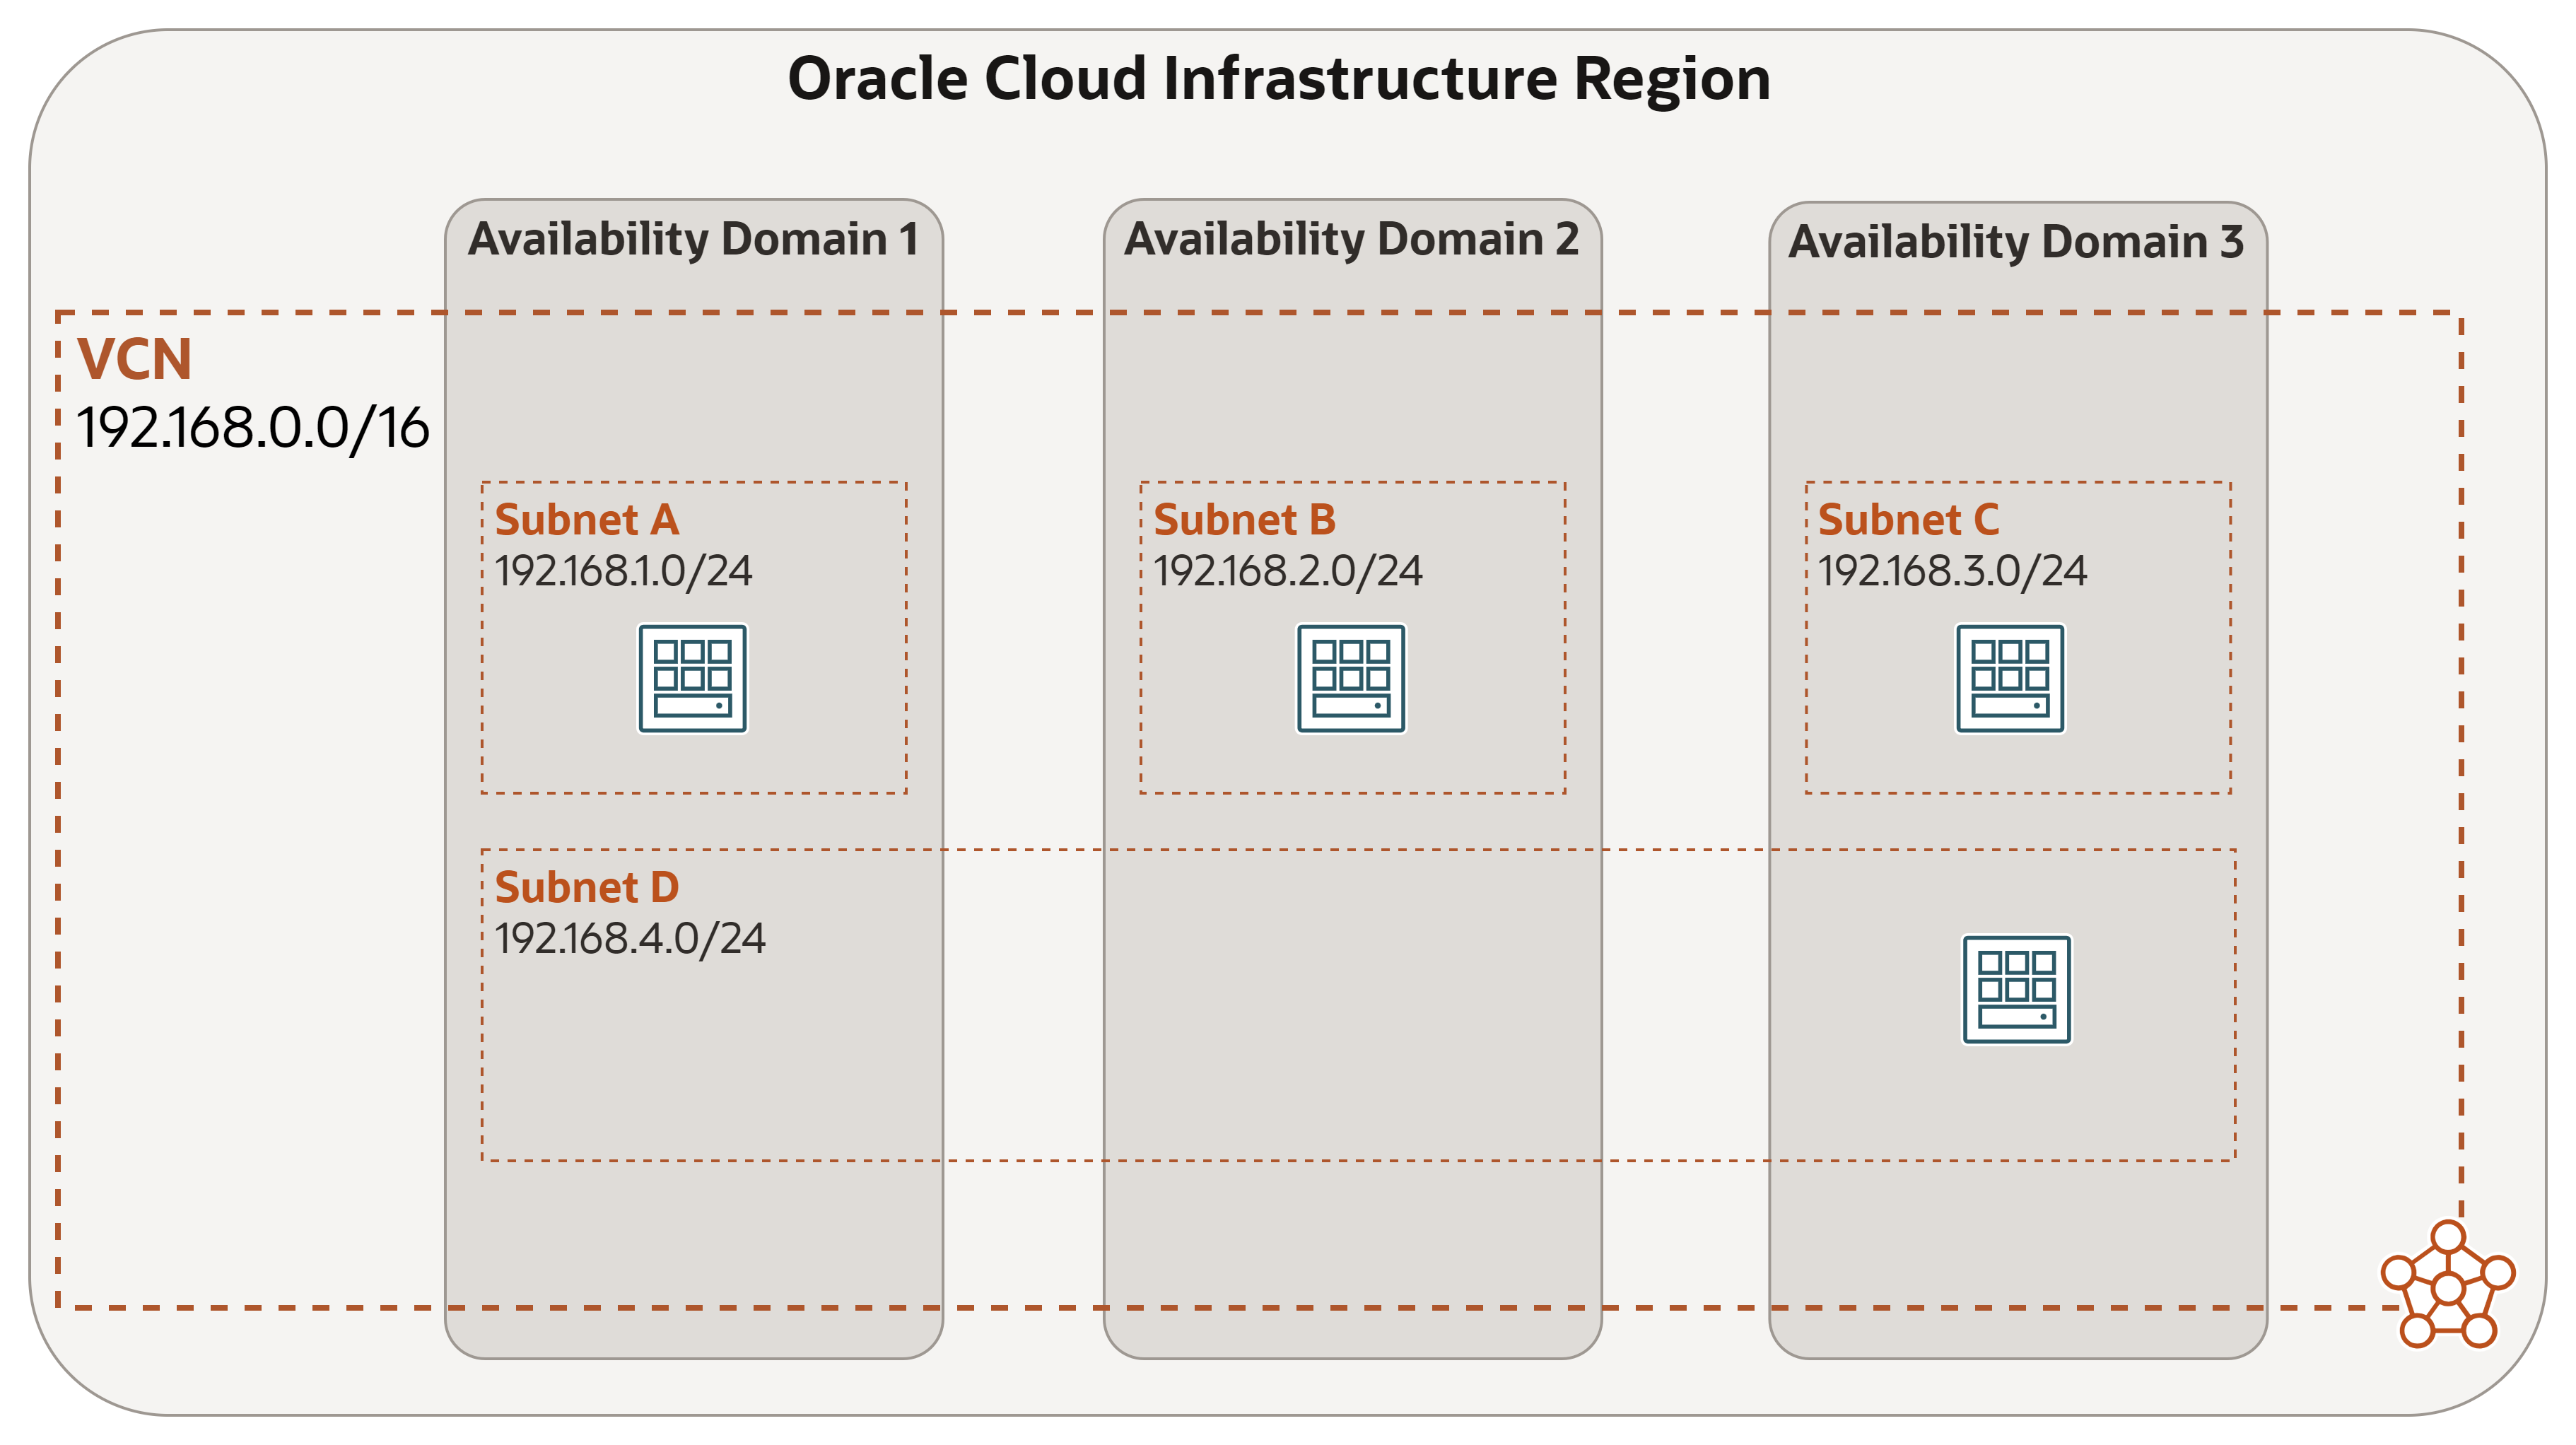 Oracle Cloud Infrastructure Region
Availability Domain 1
Availability Domain 2
Availability Domain 3
VCN
192.168.0.0/16
Subnet A
192.168.1.0/24
Subnet B
192.168.2.0/24
Subnet C
192.168.3.0/24
Subnet D
192.168.4.0/24